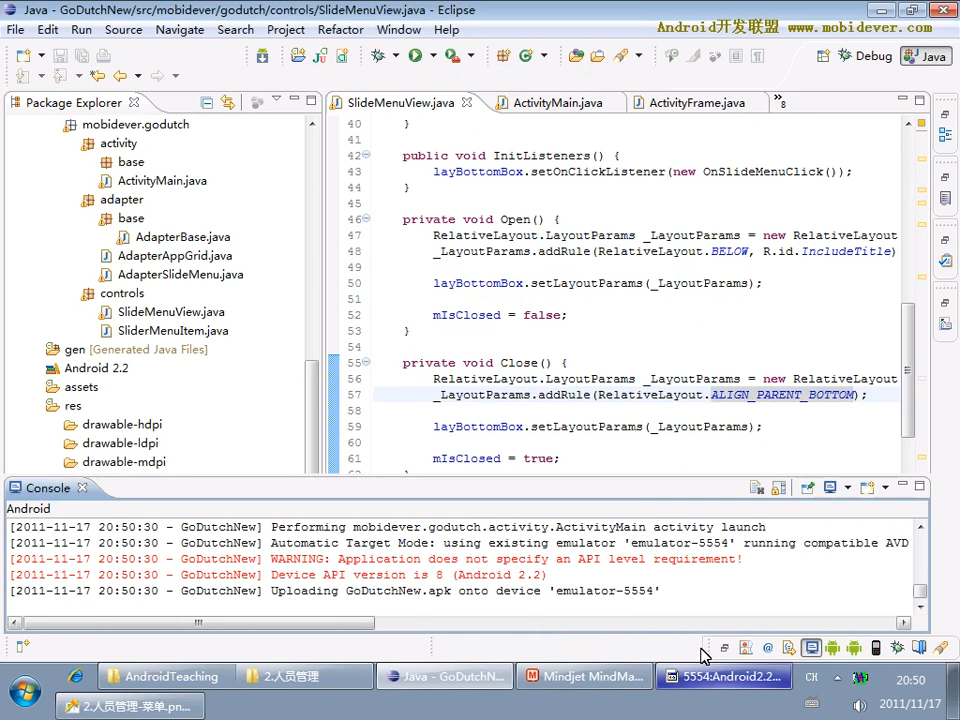 Java - GoDutchNew/src/mobidever/godutch/controls/SlideMenuView.java - Eclipse
File Edit Run Source Navigate Search Project Refactor Window Help
Android开发联盟 www.mobidever.com
Debug Java
Package Explorer
SlideMenuView.java ActivityMain.java ActivityFrame.java »8
mobidever.godutch
activity
base
ActivityMain.java
adapter
base
AdapterBase.java
AdapterAppGrid.java
AdapterSlideMenu.java
controls
SlideMenuView.java
SliderMenuItem.java
gen [Generated Java Files]
Android 2.2
assets
res
drawable-hdpi
drawable-ldpi
drawable-mdpi
40 }
41
42 public void InitListeners() {
43 layBottomBox.setOnClickListener(new OnSlideMenuClick());
44 }
45
46 private void Open() {
47 RelativeLayout.LayoutParams _LayoutParams = new RelativeLayout
48 _LayoutParams.addRule(RelativeLayout.BELOW, R.id.IncludeTitle)
49
50 layBottomBox.setLayoutParams(_LayoutParams);
51
52 mIsClosed = false;
53 }
54
55 private void Close() {
56 RelativeLayout.LayoutParams _LayoutParams = new RelativeLayout
57 _LayoutParams.addRule(RelativeLayout.ALIGN_PARENT_BOTTOM);
58
59 layBottomBox.setLayoutParams(_LayoutParams);
60
61 mIsClosed = true;
Console
Android
[2011-11-17 20:50:30 - GoDutchNew] Performing mobidever.godutch.activity.ActivityMain activity launch
[2011-11-17 20:50:30 - GoDutchNew] Automatic Target Mode: using existing emulator 'emulator-5554' running compatible AVD
[2011-11-17 20:50:30 - GoDutchNew] WARNING: Application does not specify an API level requirement!
[2011-11-17 20:50:30 - GoDutchNew] Device API version is 8 (Android 2.2)
[2011-11-17 20:50:30 - GoDutchNew] Uploading GoDutchNew.apk onto device 'emulator-5554'
AndroidTeaching 2.人员管理 Java - GoDutchN... Mindjet MindMa... 5554:Android2.2... CH 20:50
2.人员管理-菜单.pn... 2011/11/17